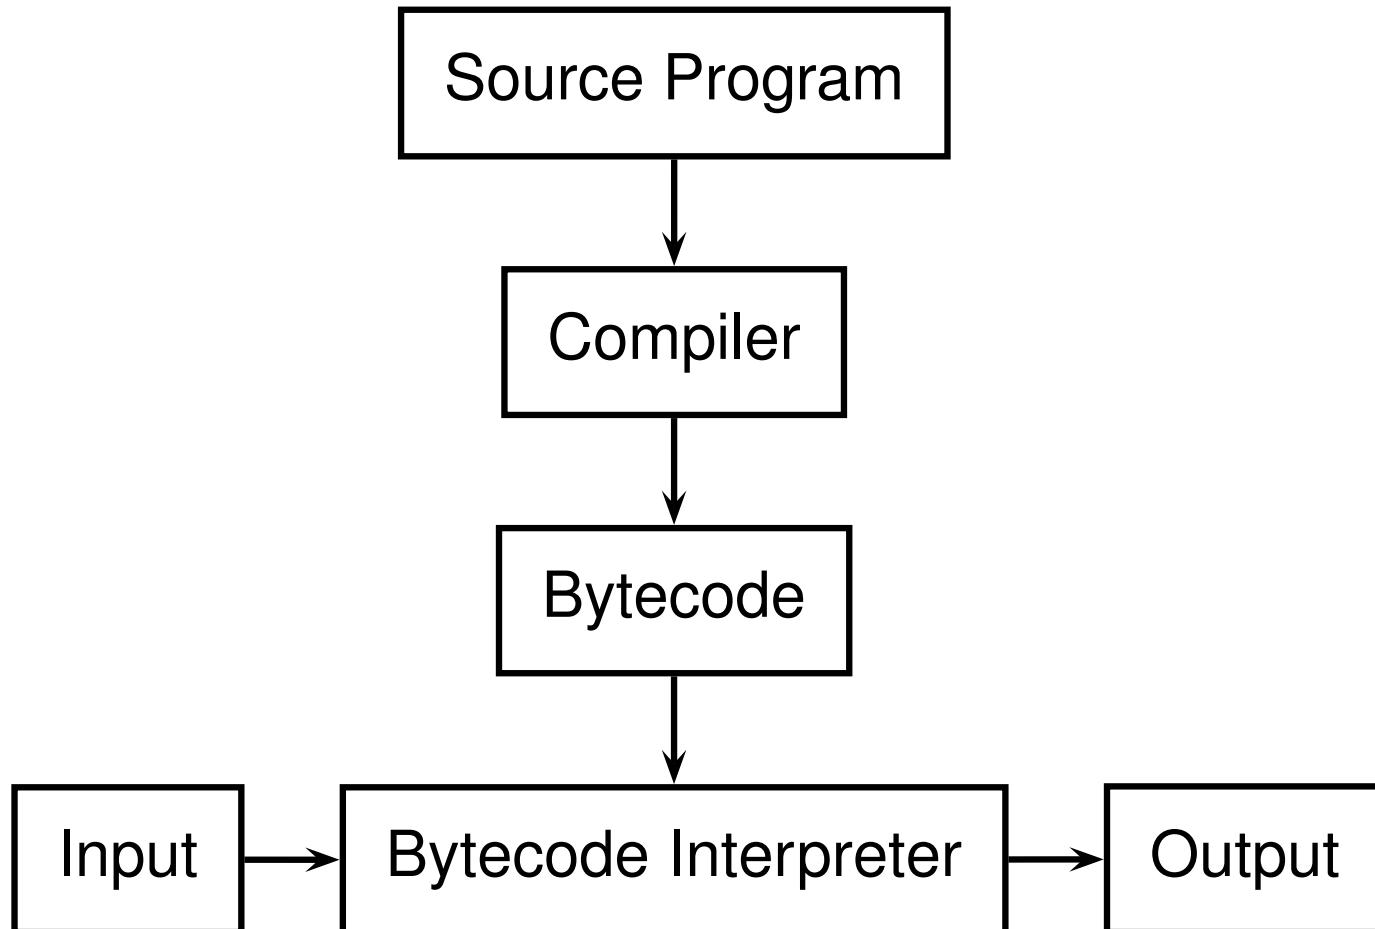 Source Program
Compiler
Bytecode
Input
Bytecode Interpreter
Output